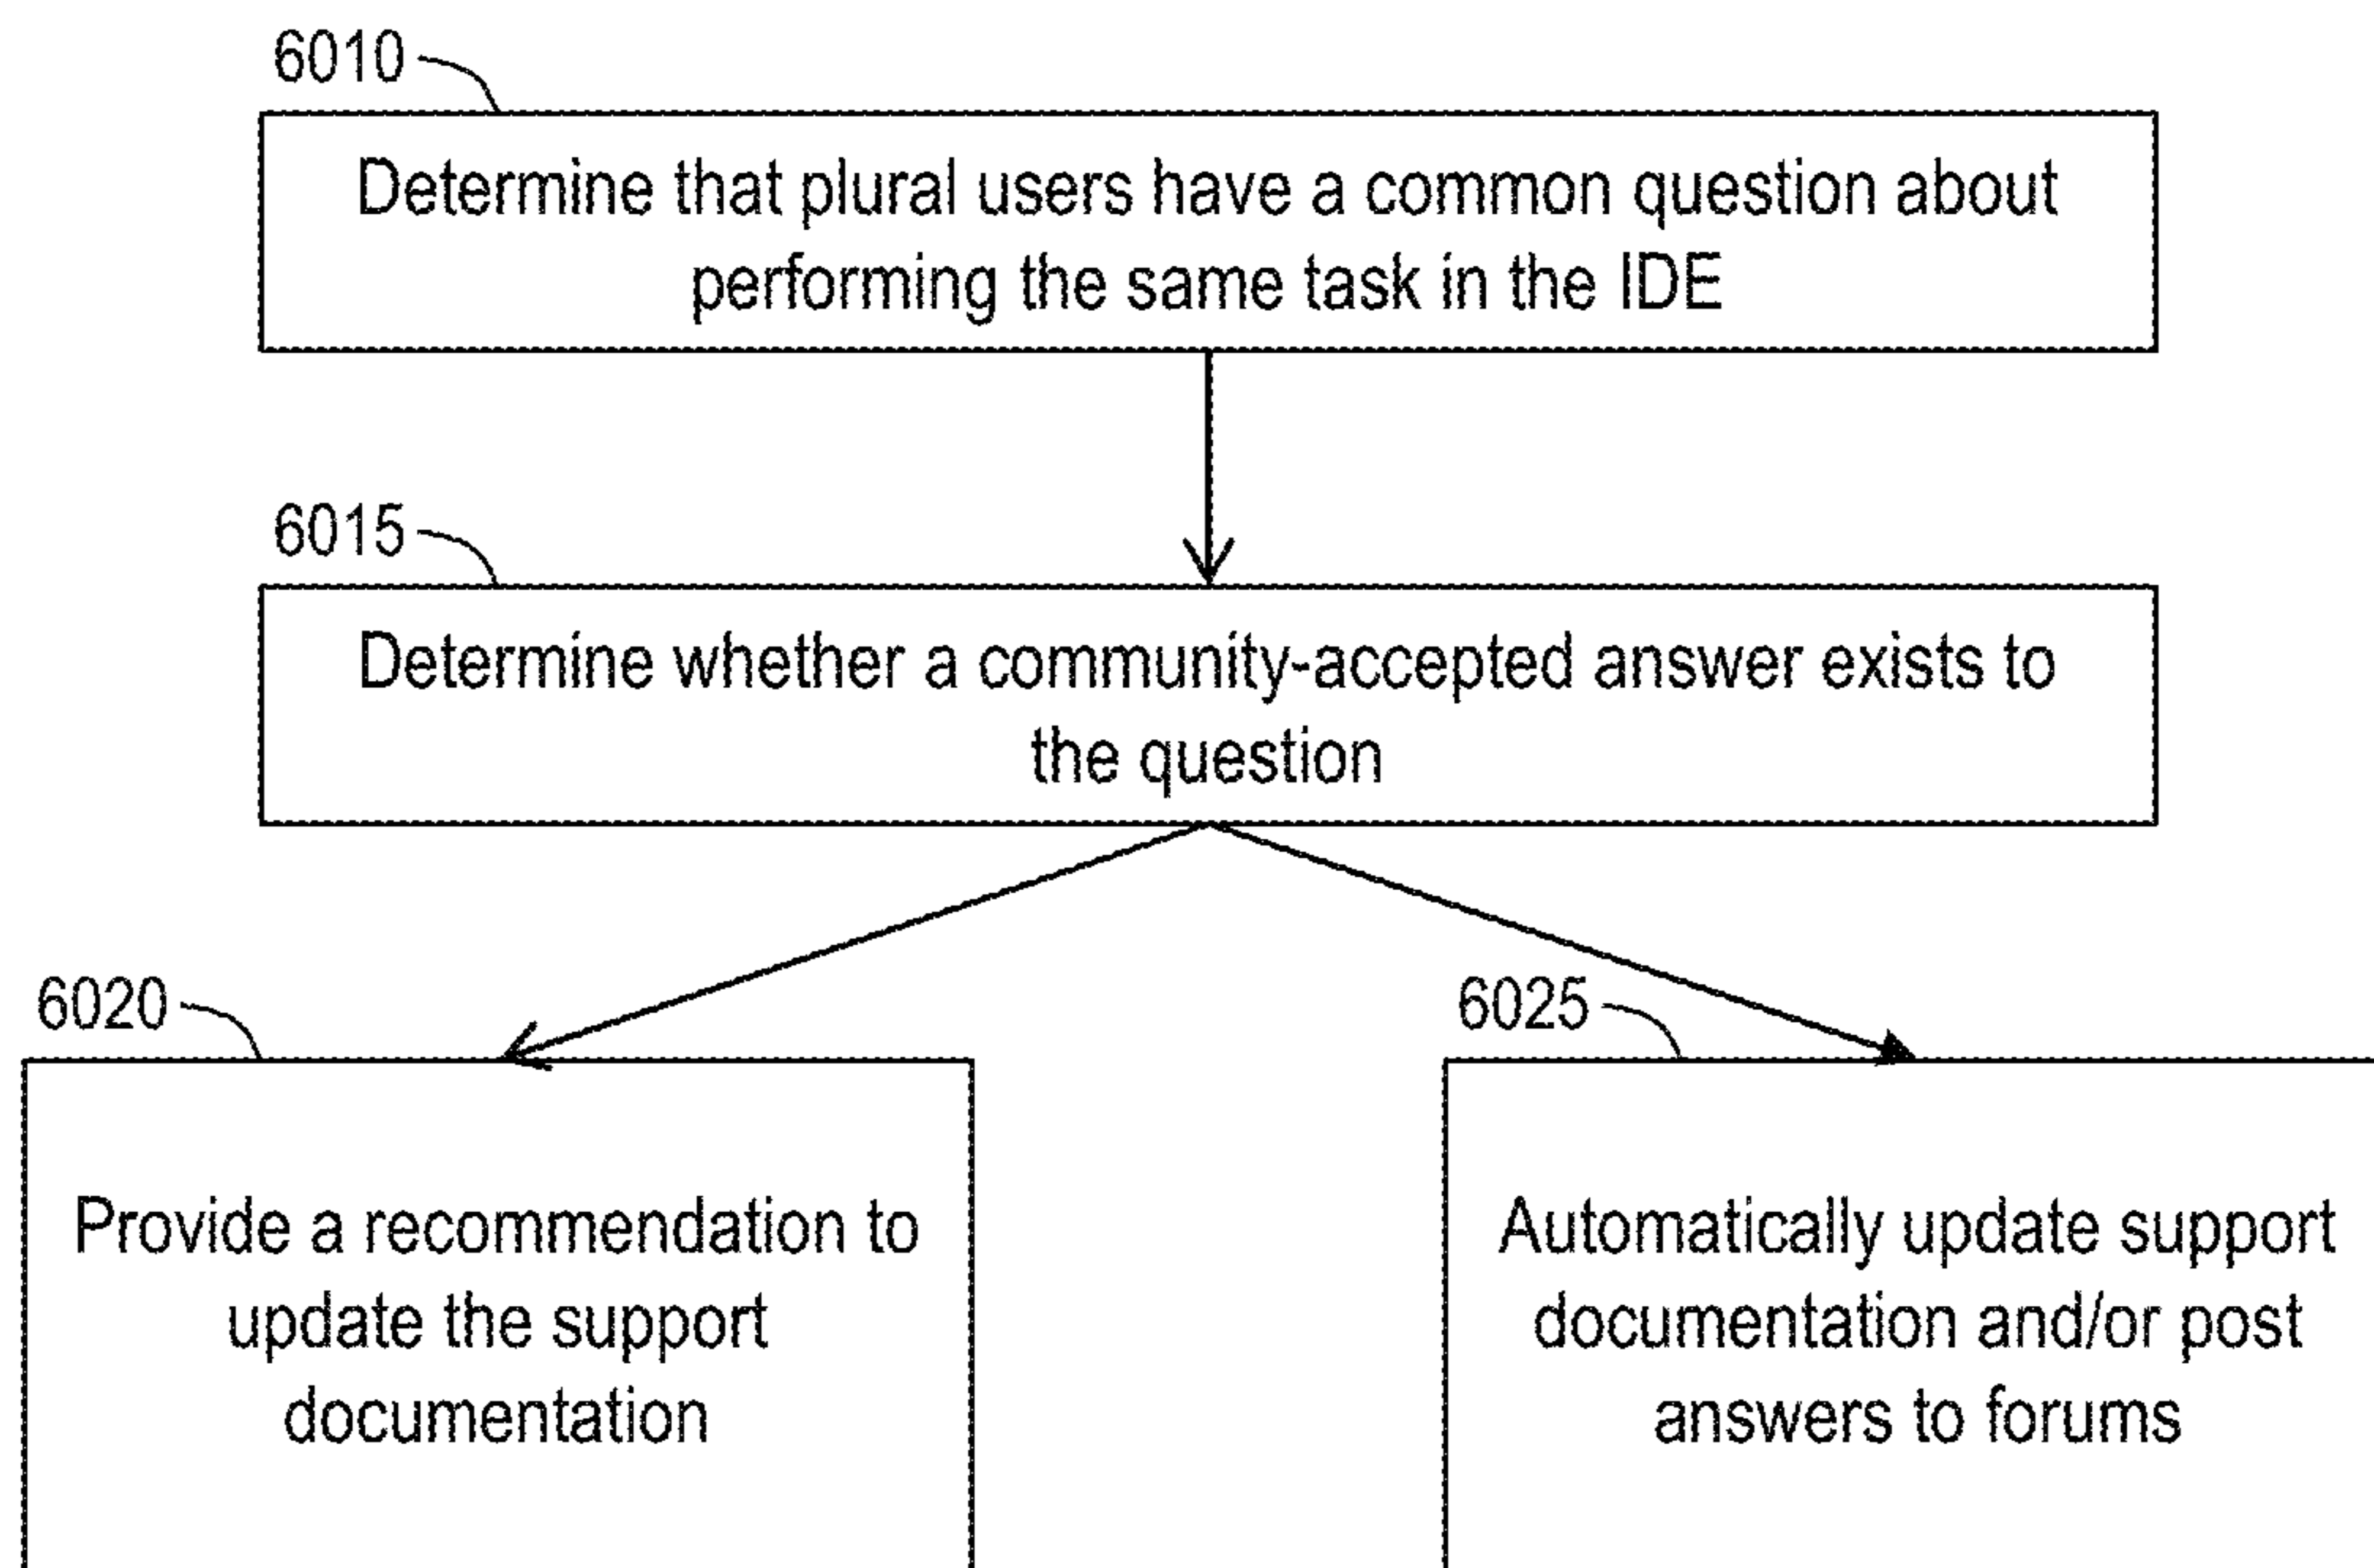 6010
Determine that plural users have a common question about
performing the same task in the IDE
6015
Determine whether a community-accepted answer exists to
the question
6020
Provide a recommendation to
update the support
documentation
6025
Automatically update support
documentation and/or post
answers to forums